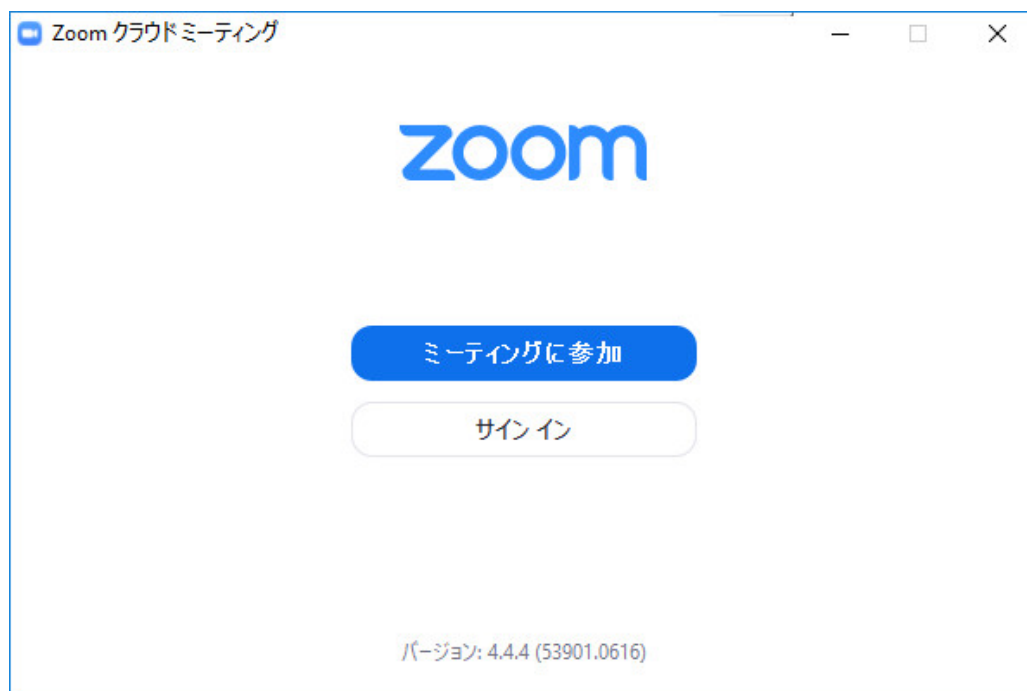 Zoom クラウド ミーティング
zoom
ミーティングに参加
サイン イン
バージョン: 4.4.4 (53901.0616)